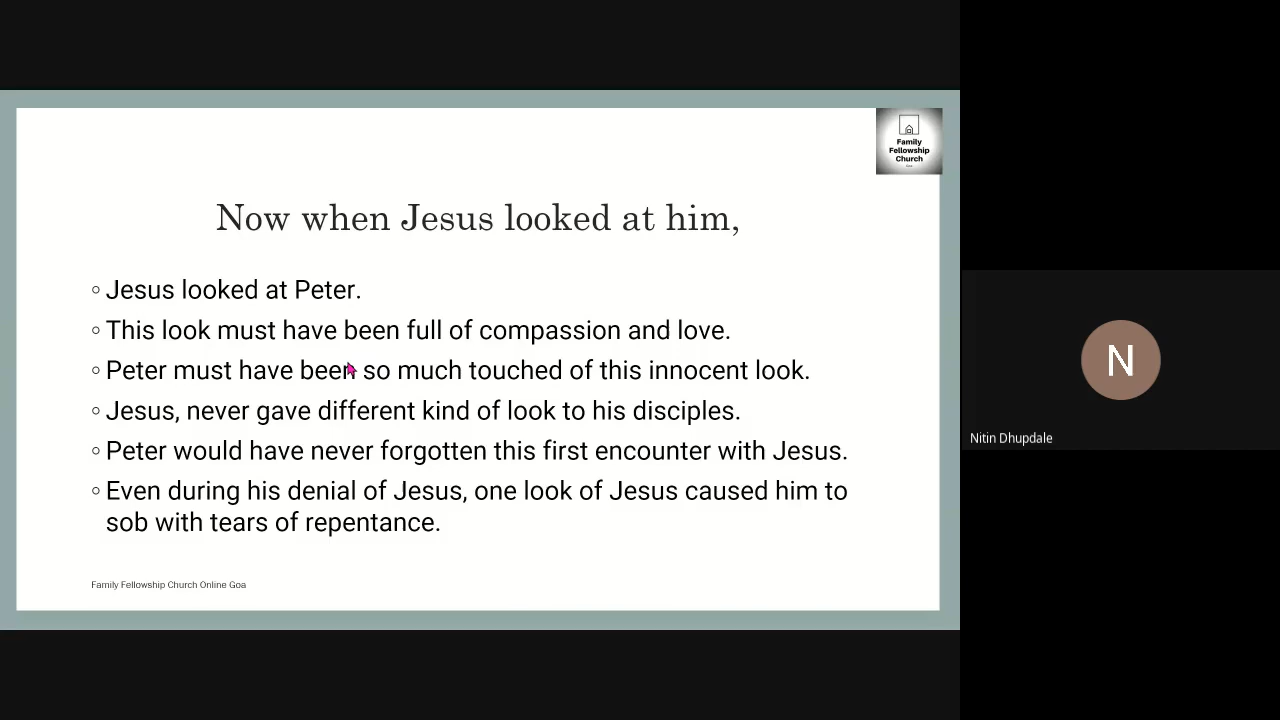 Family
Fellowship
Church
Goa
Now when Jesus looked at him,
◦ Jesus looked at Peter.
◦ This look must have been full of compassion and love.
◦ Peter must have been so much touched of this innocent look.
◦ Jesus, never gave different kind of look to his disciples.
◦ Peter would have never forgotten this first encounter with Jesus.
◦ Even during his denial of Jesus, one look of Jesus caused him to
sob with tears of repentance.
Family Fellowship Church Online Goa
N
Nitin Dhupdale